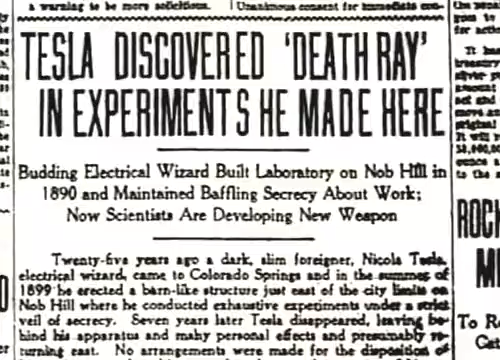 a warning to be more solicitous.
Unanimous consent for immediate con-
TESLA DISCOVERED 'DEATH RAY'
IN EXPERIMENTS HE MADE HERE
Budding Electrical Wizard Built Laboratory on Nob Hill in
1890 and Maintained Baffling Secrecy About Work;
Now Scientists Are Developing New Weapon
Twenty-five years ago a dark, slim foreigner, Nicola Tesla,
electrical wizard, came to Colorado Springs and in the summer of
1899 he erected a barn-like structure just east of the city limits on
Nob Hill where he conducted exhaustive experiments under a strict
veil of secrecy. Seven years later Tesla disappeared, leaving be-
hind his apparatus and many personal effects and presumably re-
turning east. No arrangements were made for the disposition of
ROCK
To R